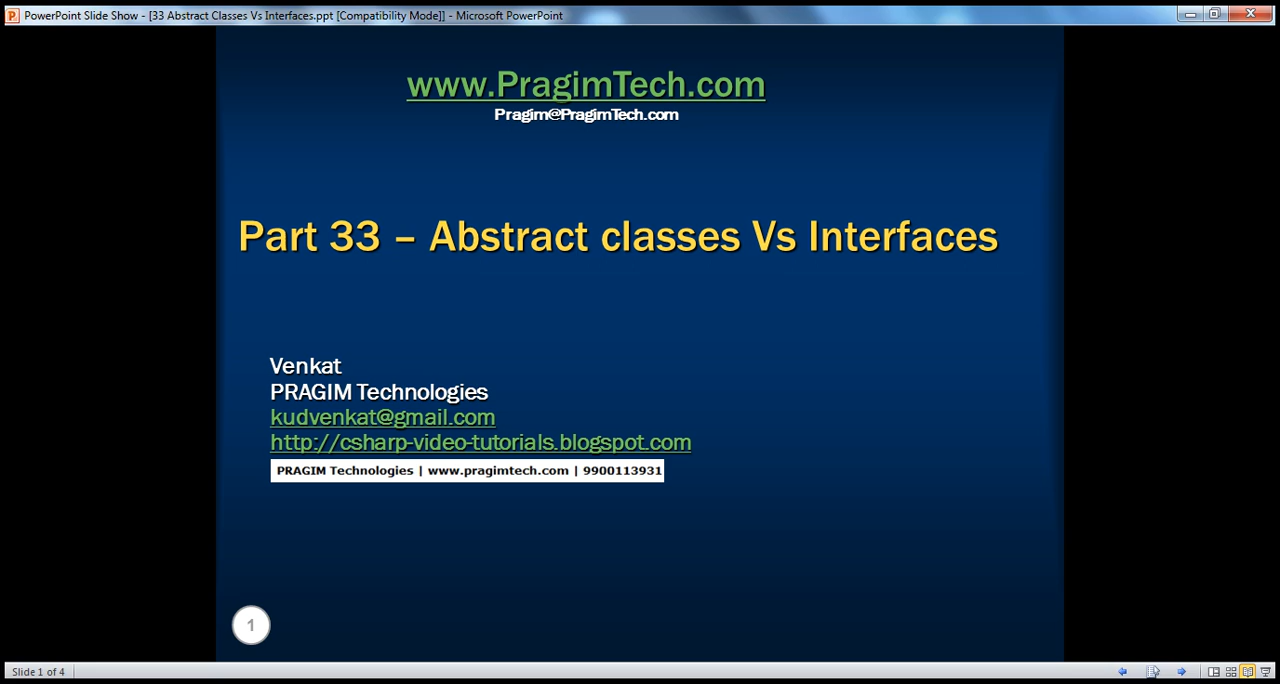 PowerPoint Slide Show - [33 Abstract Classes Vs Interfaces.ppt [Compatibility Mode]] - Microsoft PowerPoint
www.PragimTech.com
Pragim@PragimTech.com
Part 33 – Abstract classes Vs Interfaces
Venkat
PRAGIM Technologies
kudvenkat@gmail.com
http://csharp-video-tutorials.blogspot.com
PRAGIM Technologies | www.pragimtech.com | 9900113931
1
Slide 1 of 4